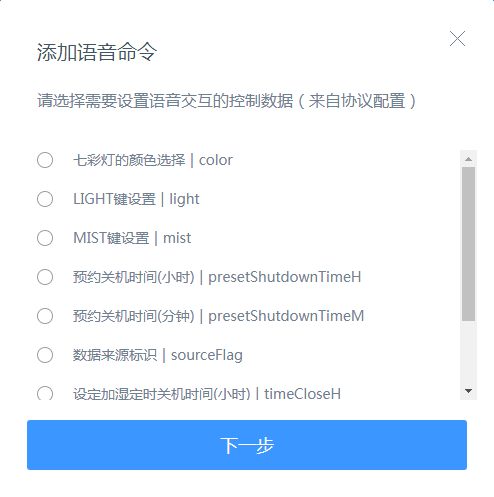 添加语音命令
请选择需要设置语音交互的控制数据（来自协议配置）
七彩灯的颜色选择 | color
LIGHT键设置 | light
MIST键设置 | mist
预约关机时间(小时) | presetShutdownTimeH
预约关机时间(分钟) | presetShutdownTimeM
数据来源标识 | sourceFlag
设定加湿定时关机时间(小时) | timeCloseH
下一步